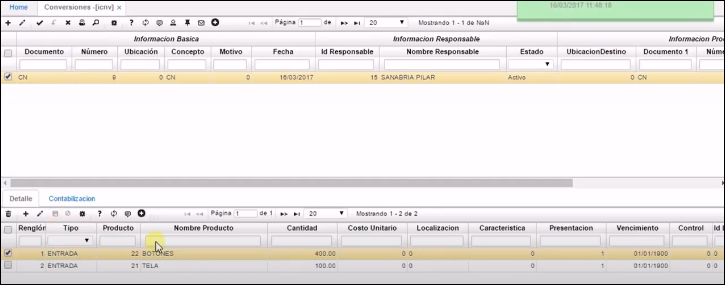 Home Conversiones -[icnv] x
16/03/2017 11:48:18
Página 1 de 20 Mostrando 1 - 1 de NaN
Informacion Basica Informacion Responsable Informacion Pro
Documento Número Ubicación Concepto Motivo Fecha Id Responsable Nombre Responsable Estado UbicacionDestino Documento 1 Núme
CN 9 0 CN 0 16/03/2017 15 SANABRIA PILAR Activo 0 CN
Detalle Contabilizacion
Página 1 de 1 20 Mostrando 1 - 2 de 2
Renglón Tipo Producto Nombre Producto Cantidad Costo Unitario Localizacion Caracteristica Presentacion Vencimiento Control Id I
1 ENTRADA 22 BOTONES 400.00 0 0 1 01/01/1900 0 0
2 ENTRADA 21 TELA 100.00 0 0 1 01/01/1900 0 0